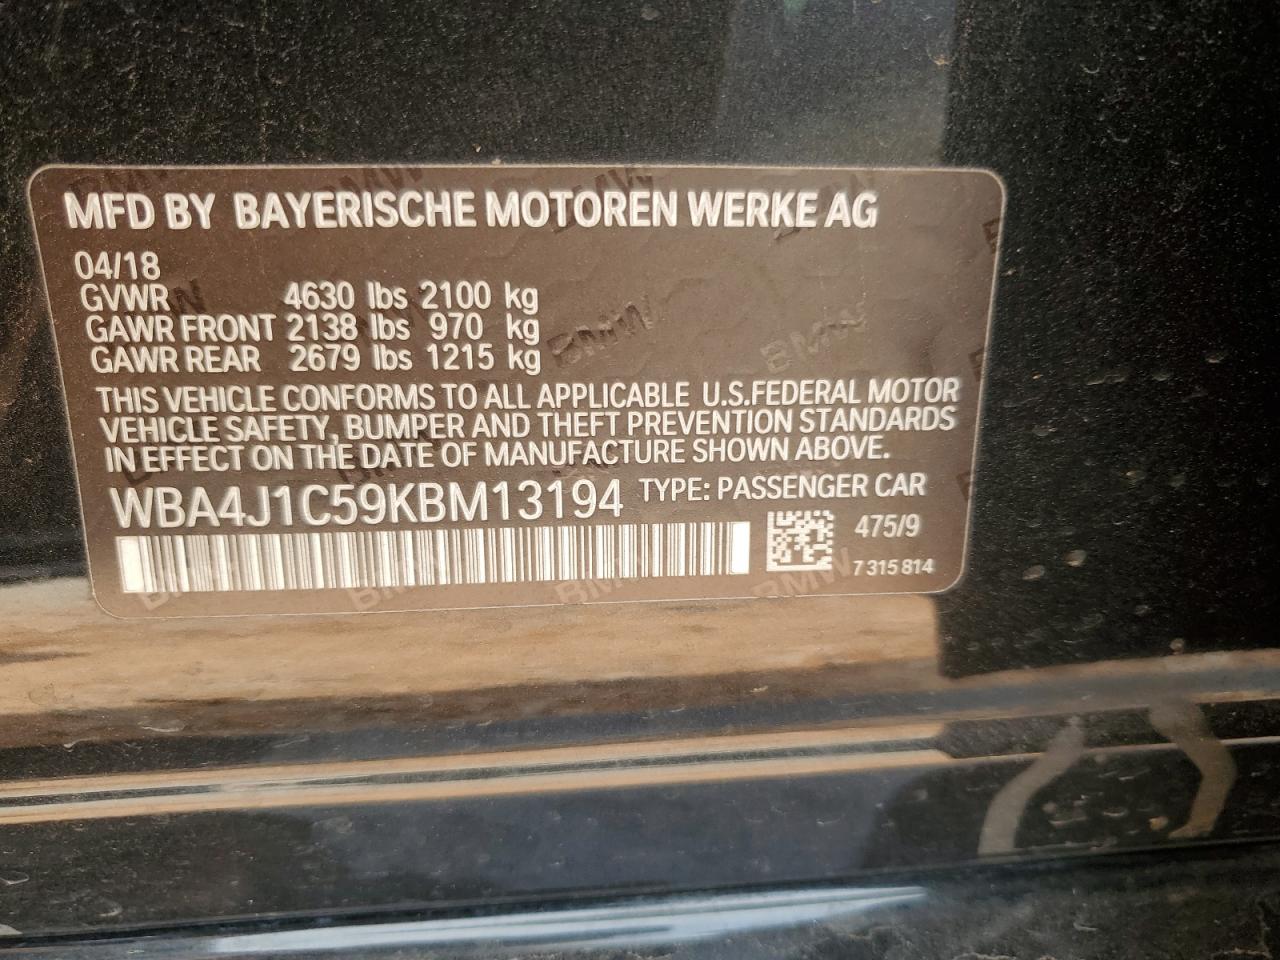 MFD BY BAYERISCHE MOTOREN WERKE AG
04/18
GVWR 4630 lbs 2100 kg
GAWR FRONT 2138 lbs 970 kg
GAWR REAR 2679 lbs 1215 kg
THIS VEHICLE CONFORMS TO ALL APPLICABLE U.S.FEDERAL MOTOR
VEHICLE SAFETY, BUMPER AND THEFT PREVENTION STANDARDS
IN EFFECT ON THE DATE OF MANUFACTURE SHOWN ABOVE.
WBA4J1C59KBM13194 TYPE: PASSENGER CAR
475/9
7 315 814